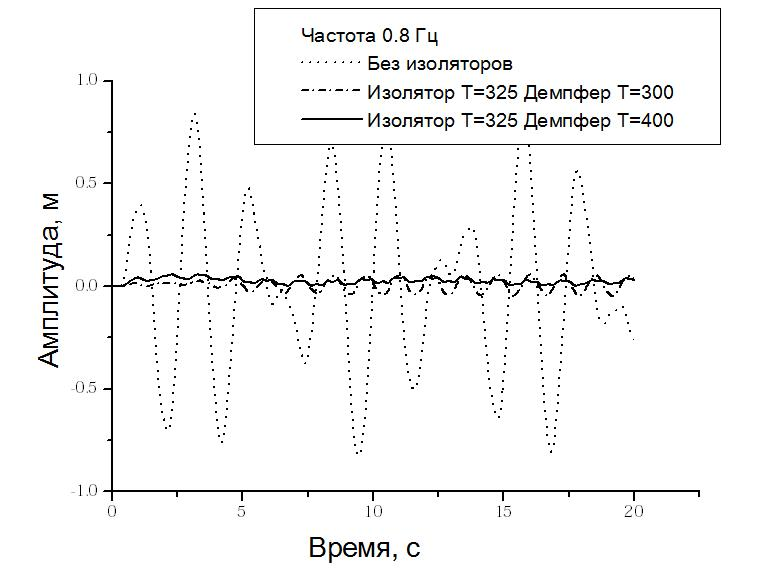 Частота 0.8 Гц
Без изоляторов
Изолятор T=325 Демпфер T=300
Изолятор T=325 Демпфер T=400
1.0
0.5
0.0
-0.5
-1.0
Амплитуда, м
0 5 10 15 20
Время, с